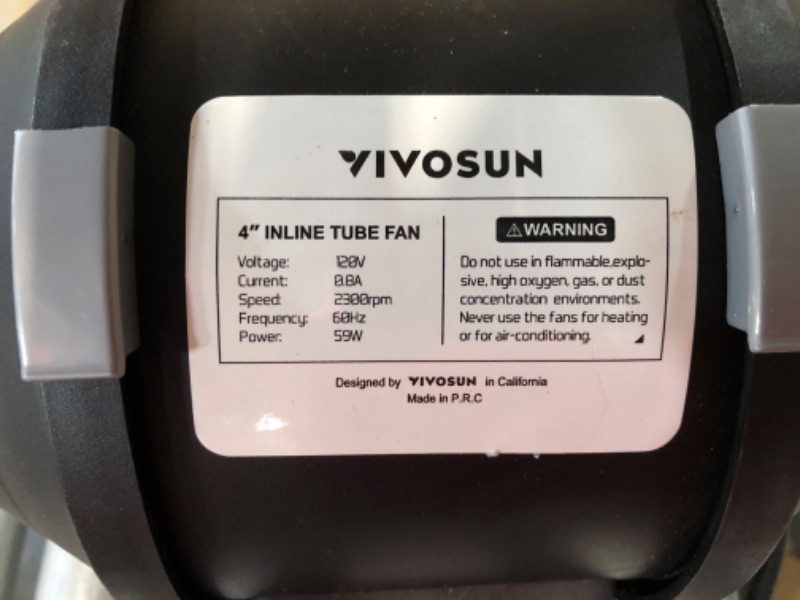 VIVOSUN
4″ INLINE TUBE FAN
Voltage: 120V
Current: 0.8A
Speed: 2300rpm
Frequency: 60Hz
Power: 59W
⚠WARNING
Do not use in flammable,explo-
sive, high oxygen, gas, or dust
concentration environments.
Never use the fans for heating
or for air-conditioning.
Designed by VIVOSUN in California
Made in P.R.C